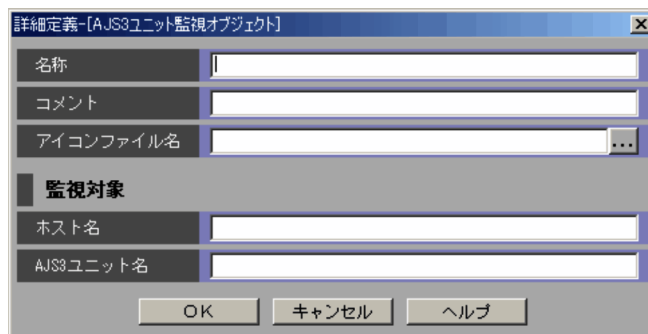 詳細定義-[AJS3ユニット監視オブジェクト]
名称
コメント
アイコンファイル名
...
監視対象
ホスト名
AJS3ユニット名
OK キャンセル ヘルプ